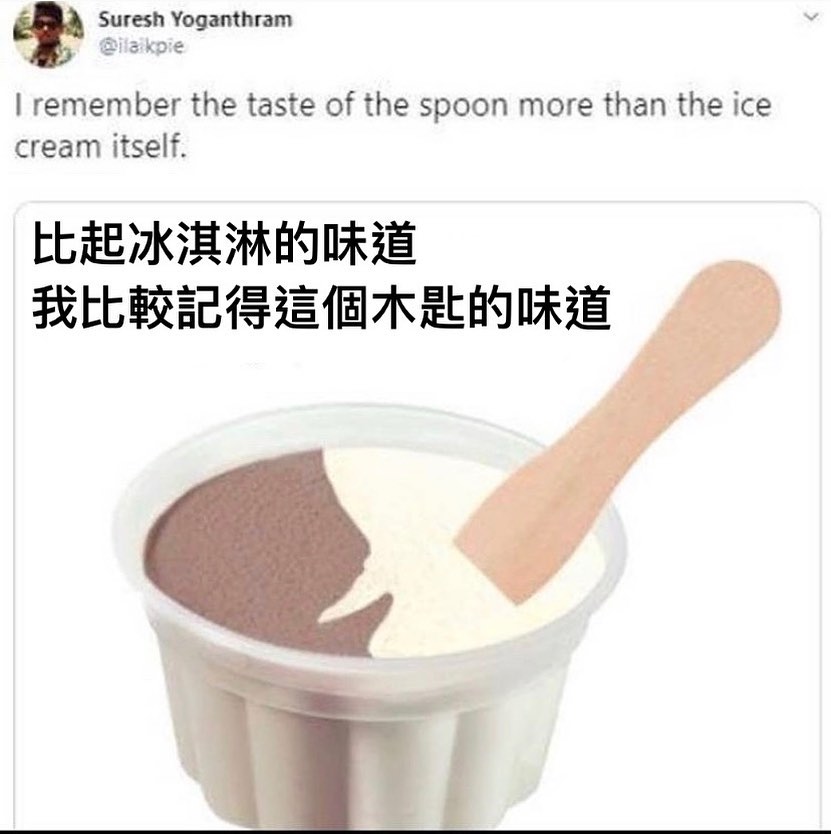 Suresh Yoganthram
@ilaikpie
I remember the taste of the spoon more than the ice
cream itself.
比起冰淇淋的味道
我比較記得這個木匙的味道